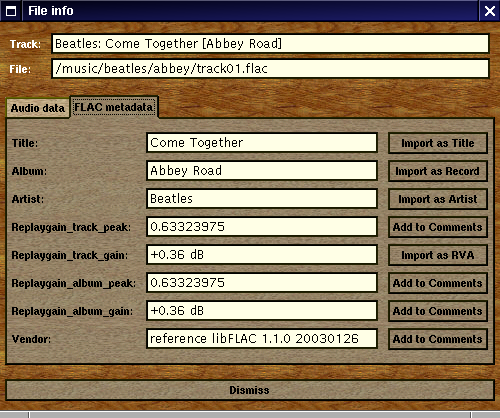 File info
Track: Beatles: Come Together [Abbey Road]
File: /music/beatles/abbey/track01.flac
Audio data FLAC metadata
Title: Come Together Import as Title
Album: Abbey Road Import as Record
Artist: Beatles Import as Artist
Replaygain_track_peak: 0.63323975 Add to Comments
Replaygain_track_gain: +0.36 dB Import as RVA
Replaygain_album_peak: 0.63323975 Add to Comments
Replaygain_album_gain: +0.36 dB Add to Comments
Vendor: reference libFLAC 1.1.0 20030126 Add to Comments
Dismiss